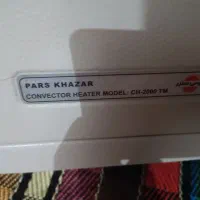 PARS KHAZAR
CONVECTOR HEATER MODEL: CH-2000 TM